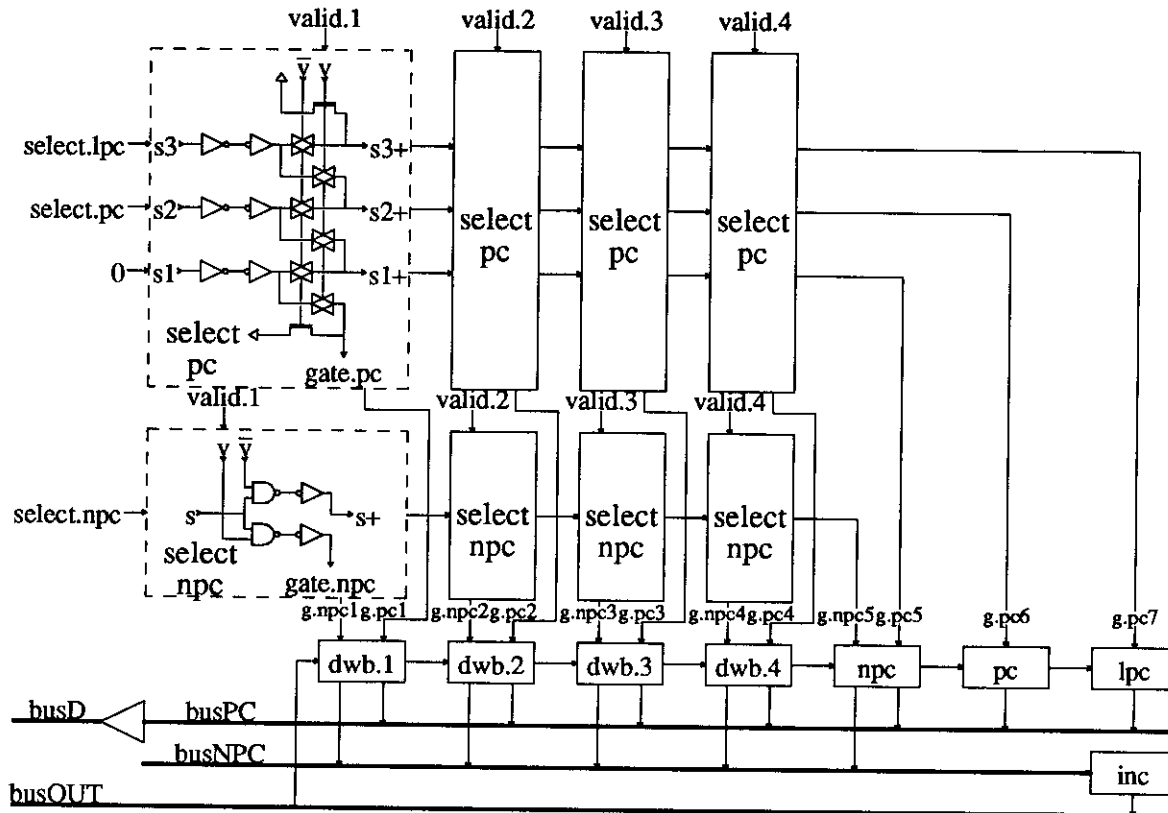 valid.1 valid.2 valid.3 valid.4
v̅ v
select.lpc s3 s3+
select.pc s2 s2+
select pc select pc select pc
0 s1 s1+
select pc
gate.pc
valid.1 valid.2 valid.3 valid.4
v v̅
select.npc s s+
select npc select npc select npc
select npc
gate.npc
g.npc1 g.pc1 g.npc2 g.pc2 g.npc3 g.pc3 g.npc4 g.pc4 g.npc5 g.pc5 g.pc6 g.pc7
dwb.1 dwb.2 dwb.3 dwb.4 npc pc lpc
busD busPC
busNPC inc
busOUT